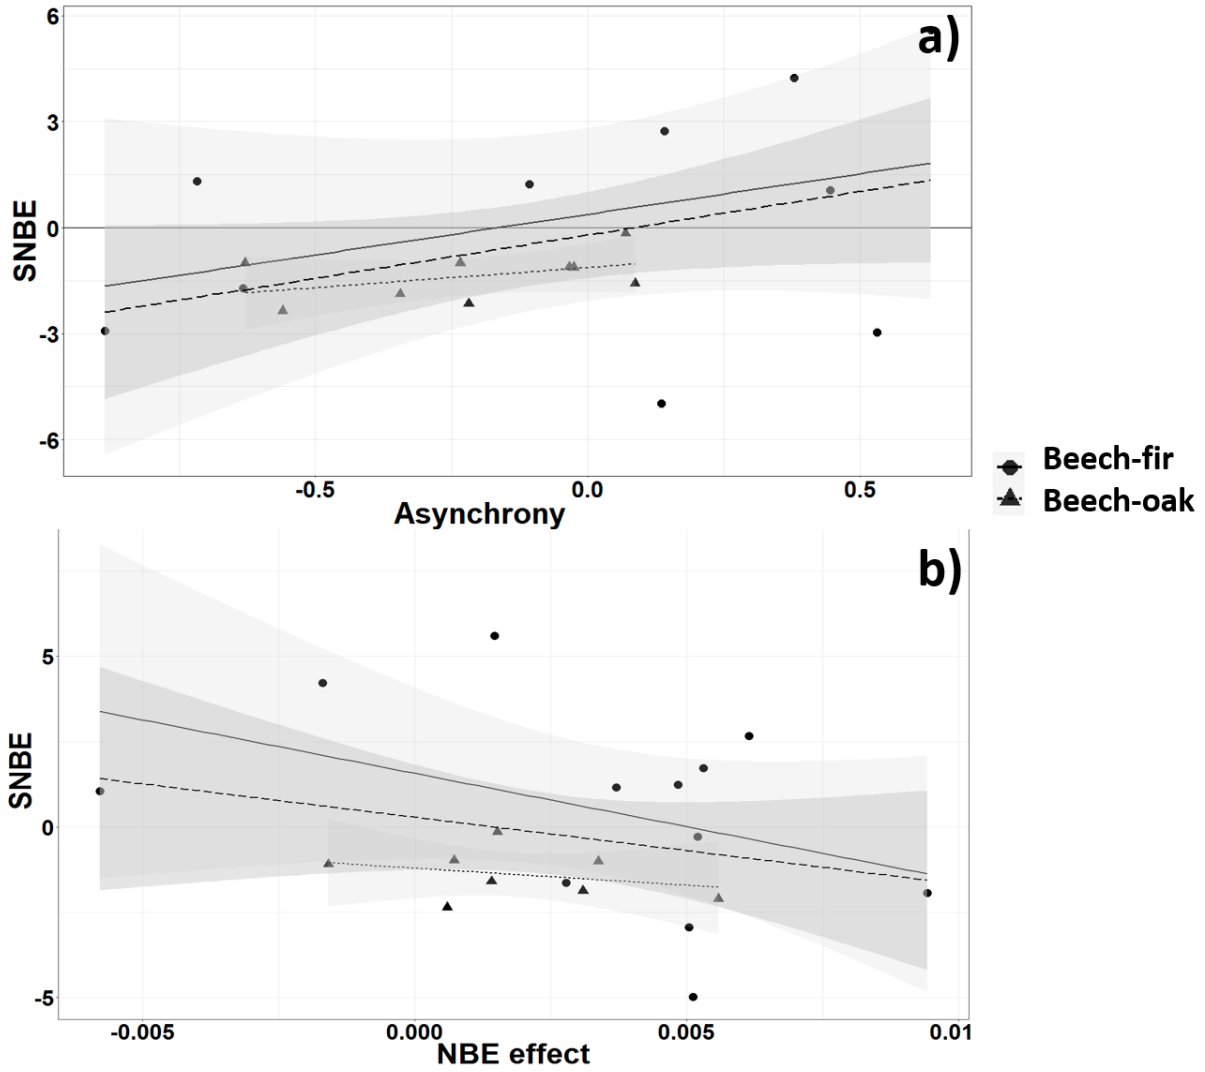 a)
6
3
0
-3
-6
SNBE
-0.5 0.0 0.5
Asynchrony
Beech-fir
Beech-oak
b)
5
0
-5
SNBE
-0.005 0.000 0.005 0.01
NBE effect